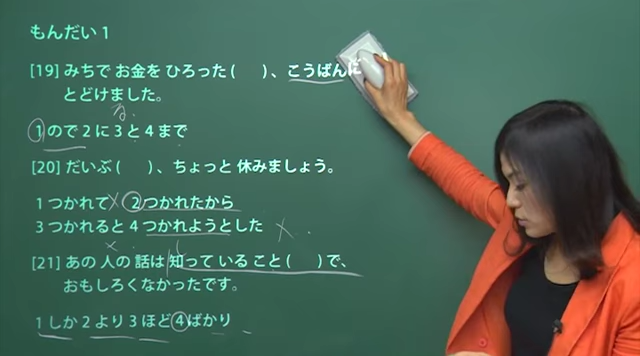 もんだい 1
[19] みちで お金を ひろった (　)、こうばんに
とどけました。
る
1 ので 2 に 3 と 4 まで
[20] だいぶ (　)、ちょっと 休みましょう。
1 つかれて 2 つかれたから
3 つかれると 4 つかれようとした
[21] あの 人の 話は 知って いる こと (　) で、
おもしろくなかったです。
1 しか 2 より 3 ほど 4 ばかり